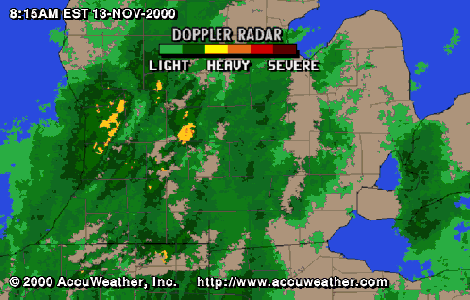 8:15AM EST 13-NOV-2000
DOPPLER RADAR
LIGHT HEAVY SEVERE
© 2000 AccuWeather, Inc. http://www.accuweather.com